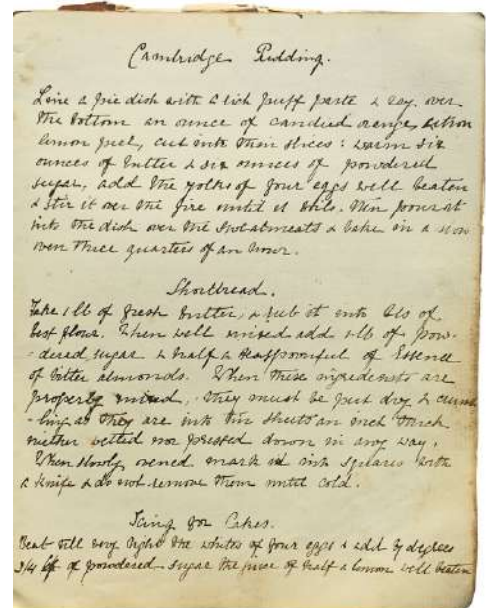 Cambridge Pudding.
Line a pie dish with a rich puff paste & lay over
the bottom an ounce of candied orange, citron
lemon peel, cut into thin slices: warm six
ounces of butter & six ounces of powdered
sugar, add the yolks of four eggs well beaten
& stir it over the fire until it boils. Then pour it
into the dish over the sweetmeats & bake in a slow
oven three quarters of an hour.
Shortbread.
Take 1 lb of fresh butter, & rub it into lbs of
best flour. When well mixed add lb of pow-
-dered sugar & half a teaspoonful of Essence
of bitter almonds. When these ingredients are
properly mixed, they must be put dry & crumb
-ling as they are into tin sheets an inch thick
neither wetted nor pressed down in any way.
When slowly ovened mark it into squares with
a knife & do not remove them until cold.
Icing for Cakes.
Beat till very light the whites of four eggs & add by degrees
3/4 lb of powdered sugar the juice of half a lemon well beaten